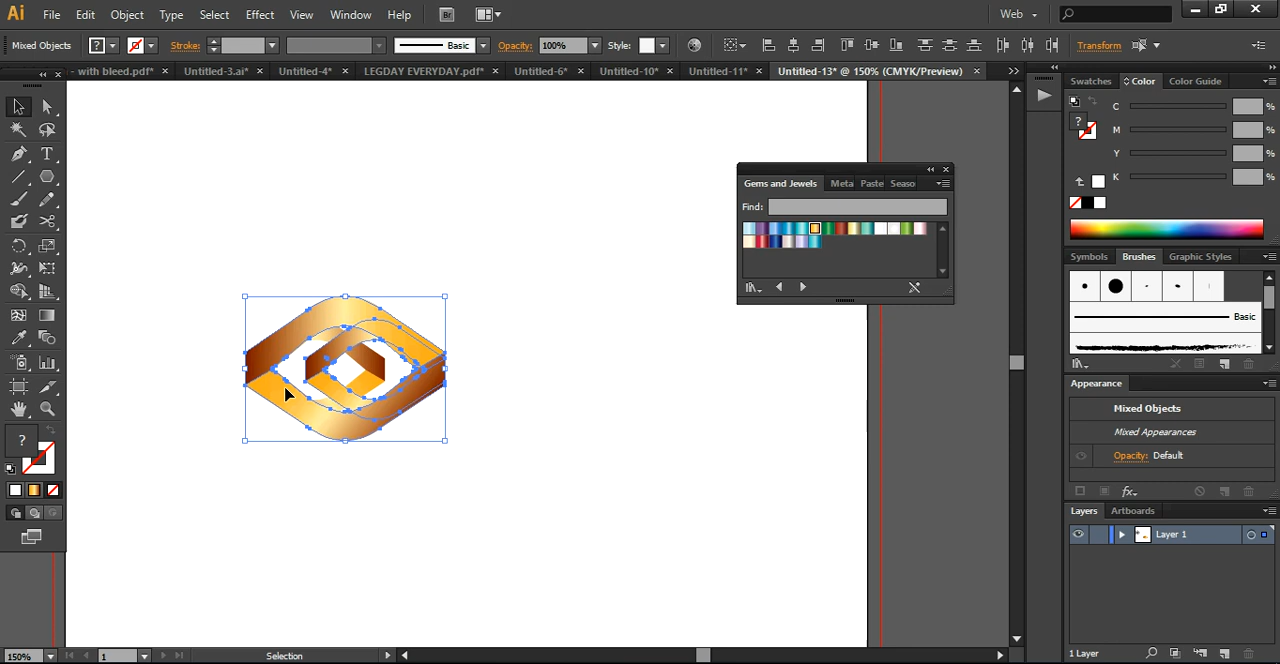 Ai File Edit Object Type Select Effect View Window Help Br Web
Mixed Objects ? Stroke: Basic Opacity: 100% Style: Transform
- with bleed.pdf* × Untitled-3.ai* × Untitled-4* × LEGDAY EVERYDAY.pdf* × Untitled-6* × Untitled-10* × Untitled-11* × Untitled-13* @ 150% (CMYK/Preview) ×
Swatches Color Color Guide
C %
? M %
Y %
K %
Gems and Jewels Meta Paste Seaso
Find:
Symbols Brushes Graphic Styles
Basic
Appearance
Mixed Objects
Mixed Appearances
Opacity: Default
fx
Layers Artboards
Layer 1
T
?
1 Layer
150% 1 Selection